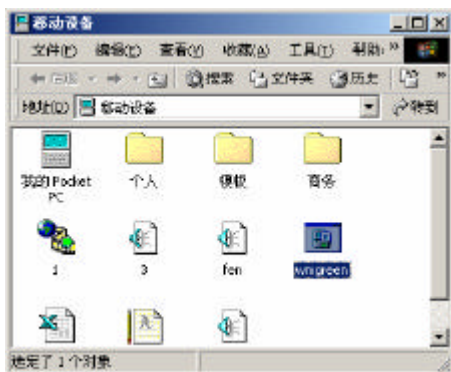 移动设备
文件(F) 编辑(E) 查看(V) 收藏(A) 工具(T) 帮助 »
后退 搜索 文件夹 历史 »
地址(D) 移动设备 转到
我的 Pocket PC 个人 模板 商务
1 3 fen wmigreen
选定了 1 个对象